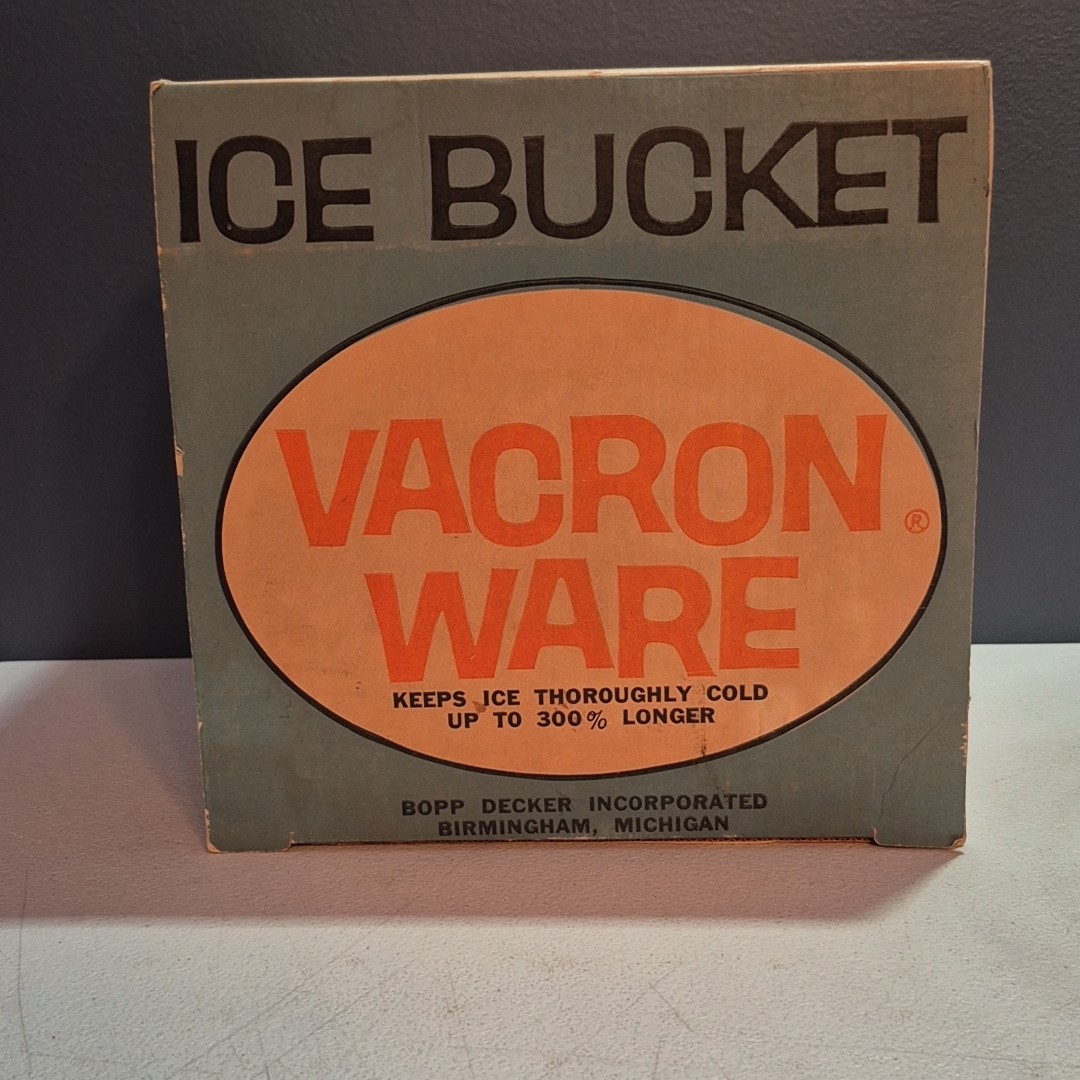 ICE BUCKET
VACRON ®
WARE
KEEPS ICE THOROUGHLY COLD
UP TO 300% LONGER
BOPP DECKER INCORPORATED
BIRMINGHAM, MICHIGAN